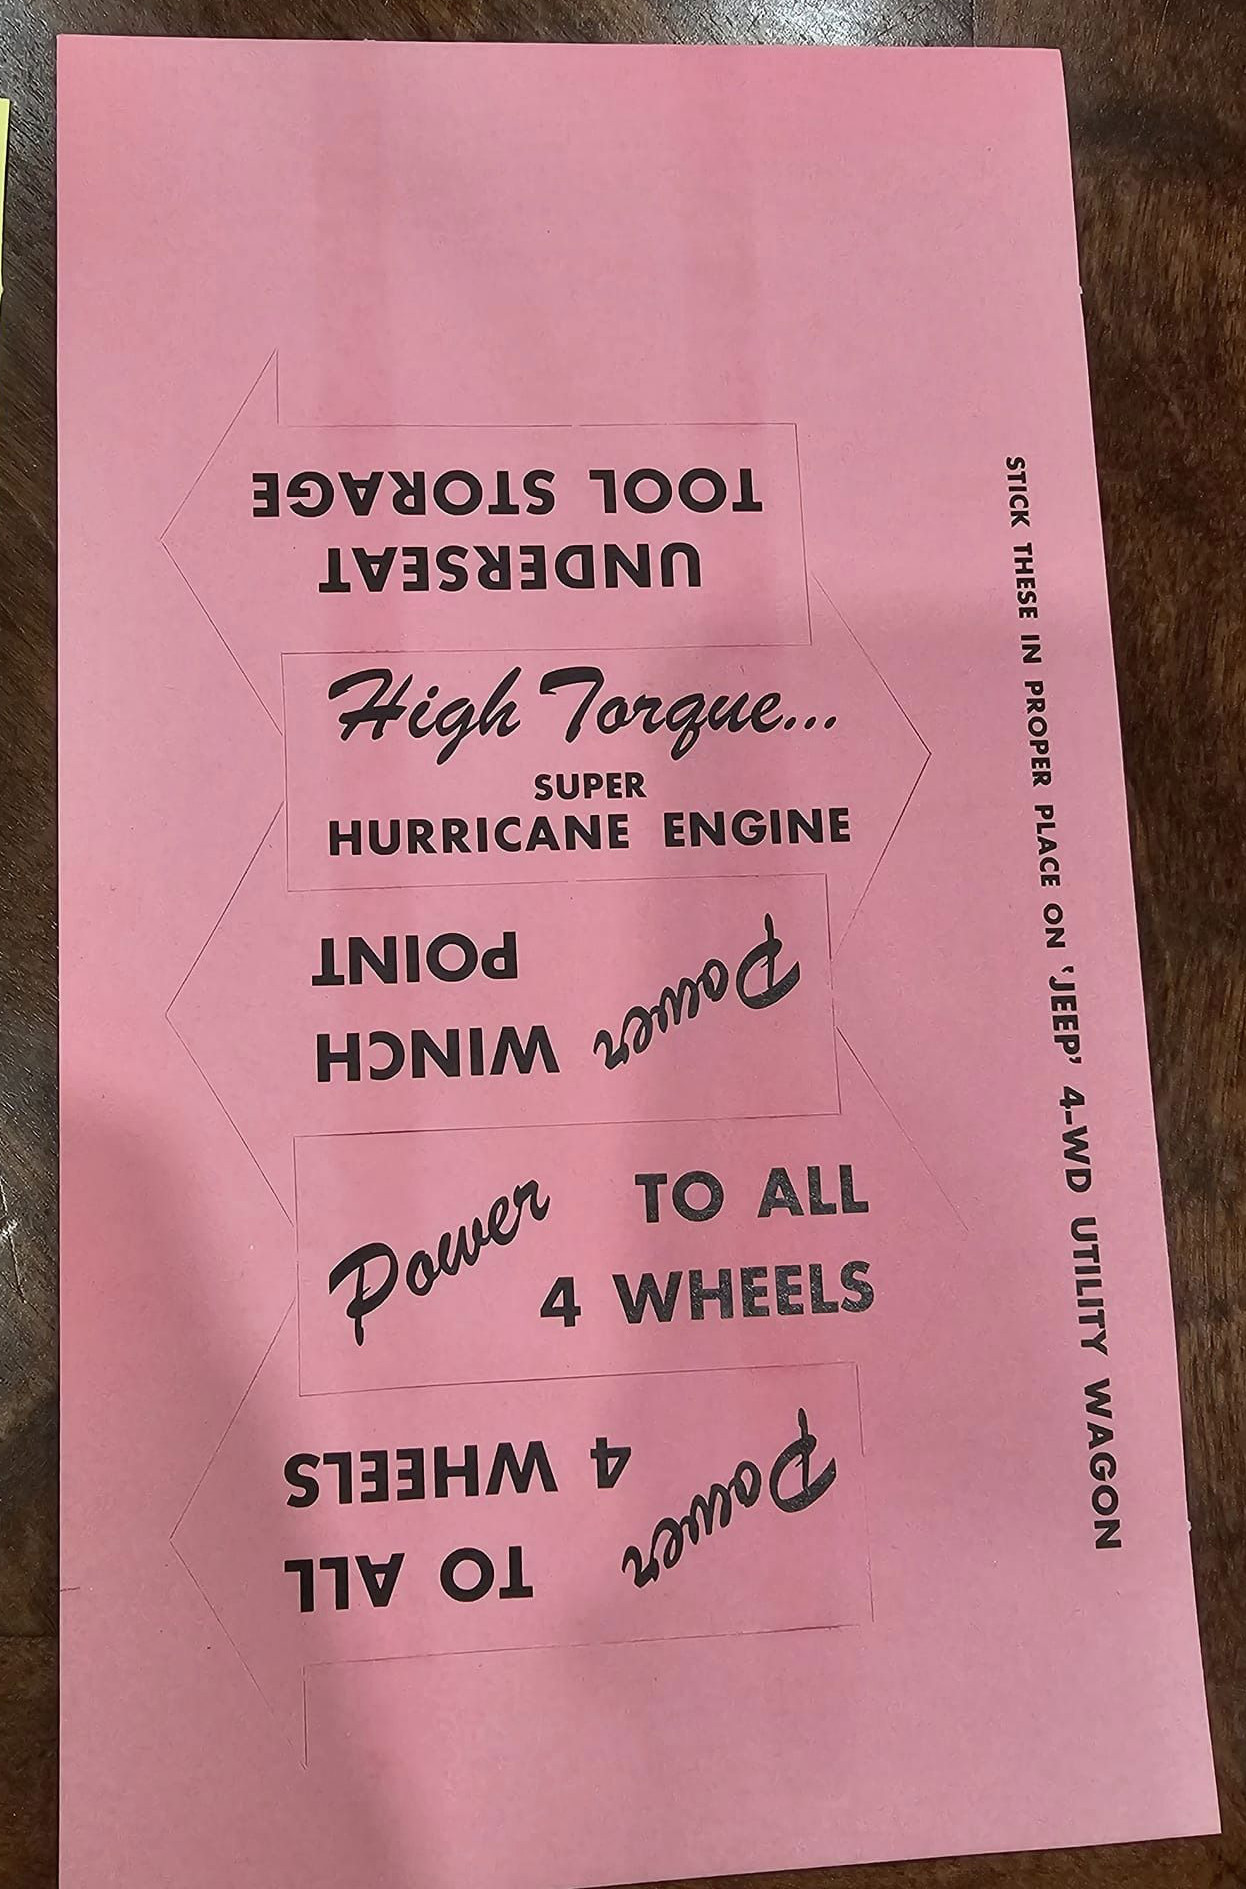 UNDERSEAT
TOOL STORAGE
High Torque...
SUPER
HURRICANE ENGINE
Power WINCH
POINT
Power TO ALL
4 WHEELS
Power TO ALL
4 WHEELS
STICK THESE IN PROPER PLACE ON 'JEEP' 4-WD UTILITY WAGON